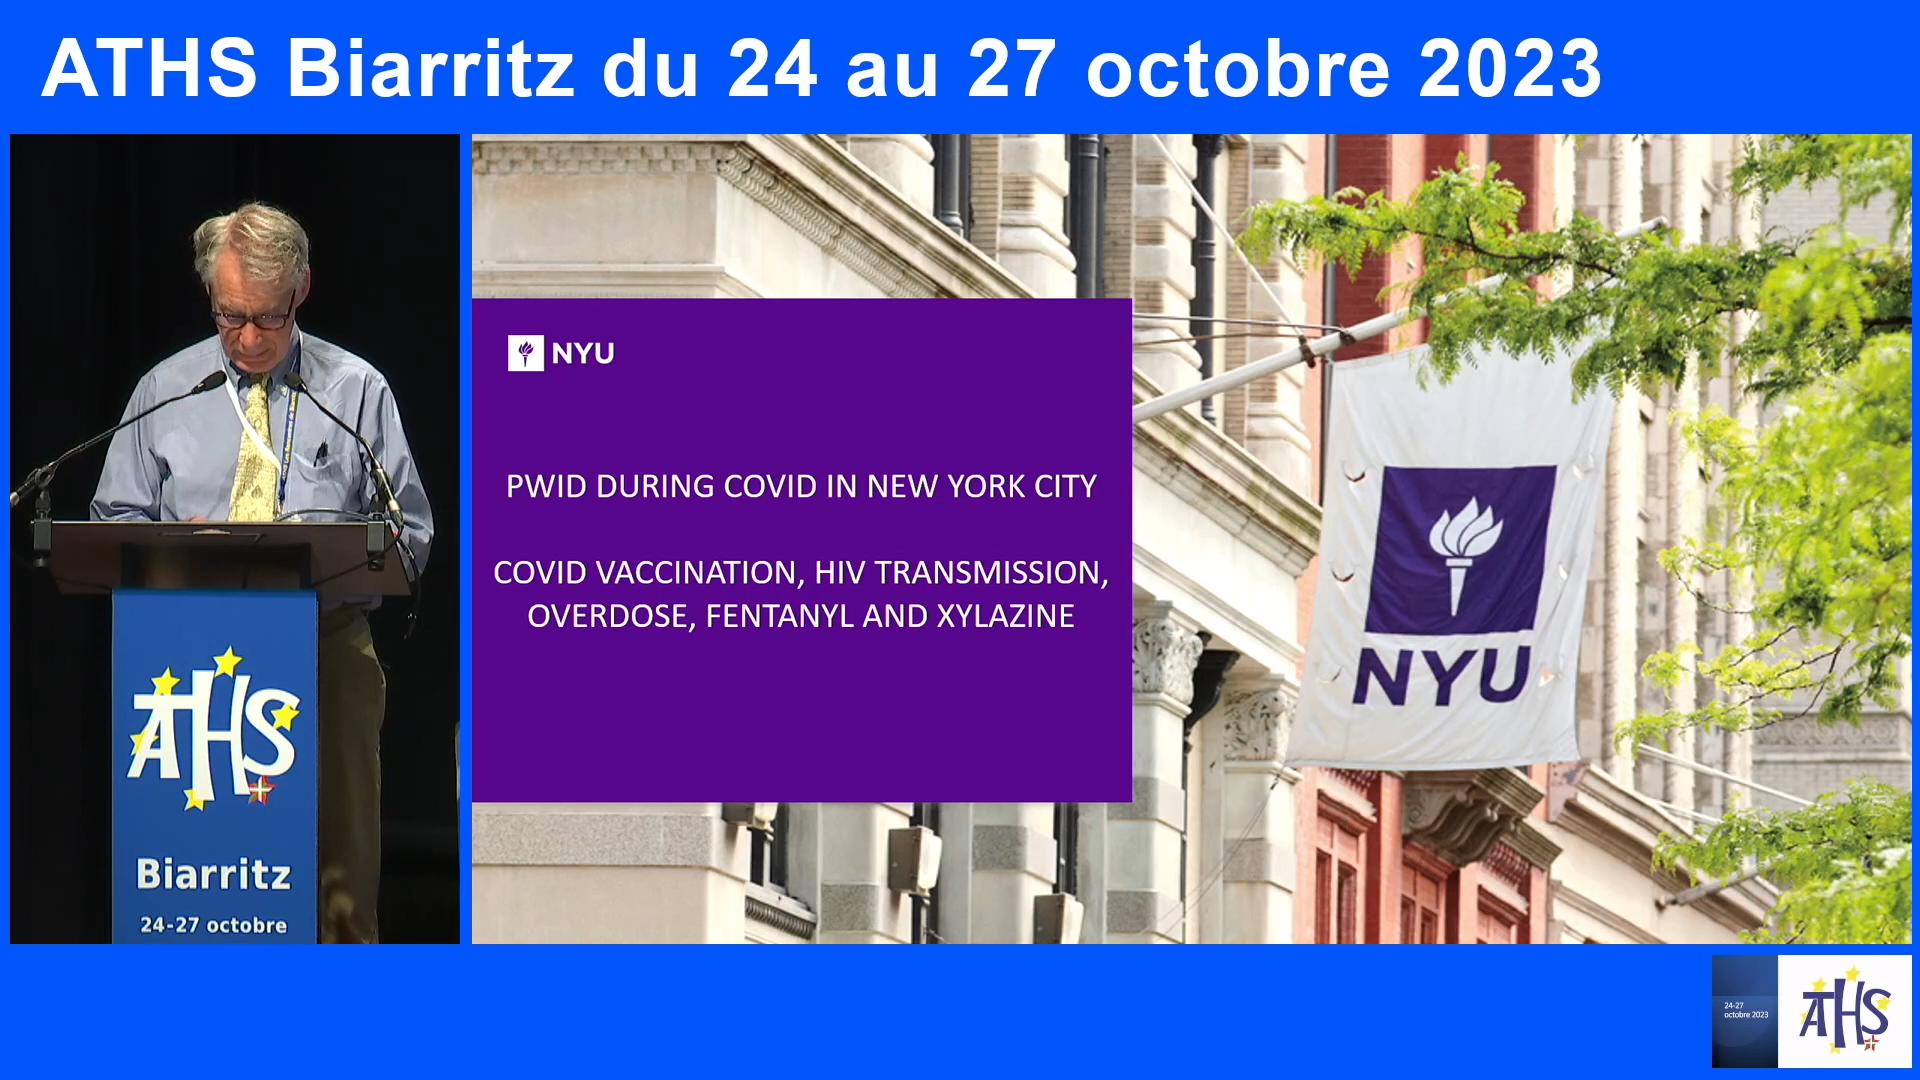 ATHS Biarritz du 24 au 27 octobre 2023
NYU
PWID DURING COVID IN NEW YORK CITY
COVID VACCINATION, HIV TRANSMISSION,
OVERDOSE, FENTANYL AND XYLAZINE
NYU
ATHS
Biarritz
24-27 octobre
24-27
octobre 2023
ATHS